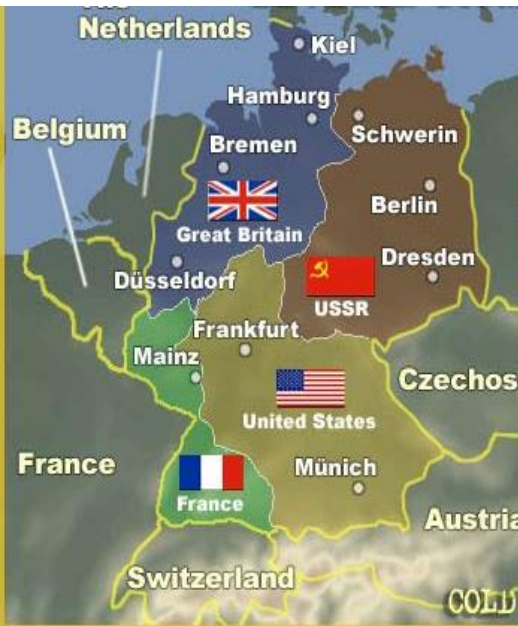 Netherlands
Kiel
Hamburg
Belgium
Schwerin
Bremen
Berlin
Great Britain
Dresden
Düsseldorf
USSR
Frankfurt
Mainz
Czechos
United States
France
Münich
France
Austria
Switzerland
COLD